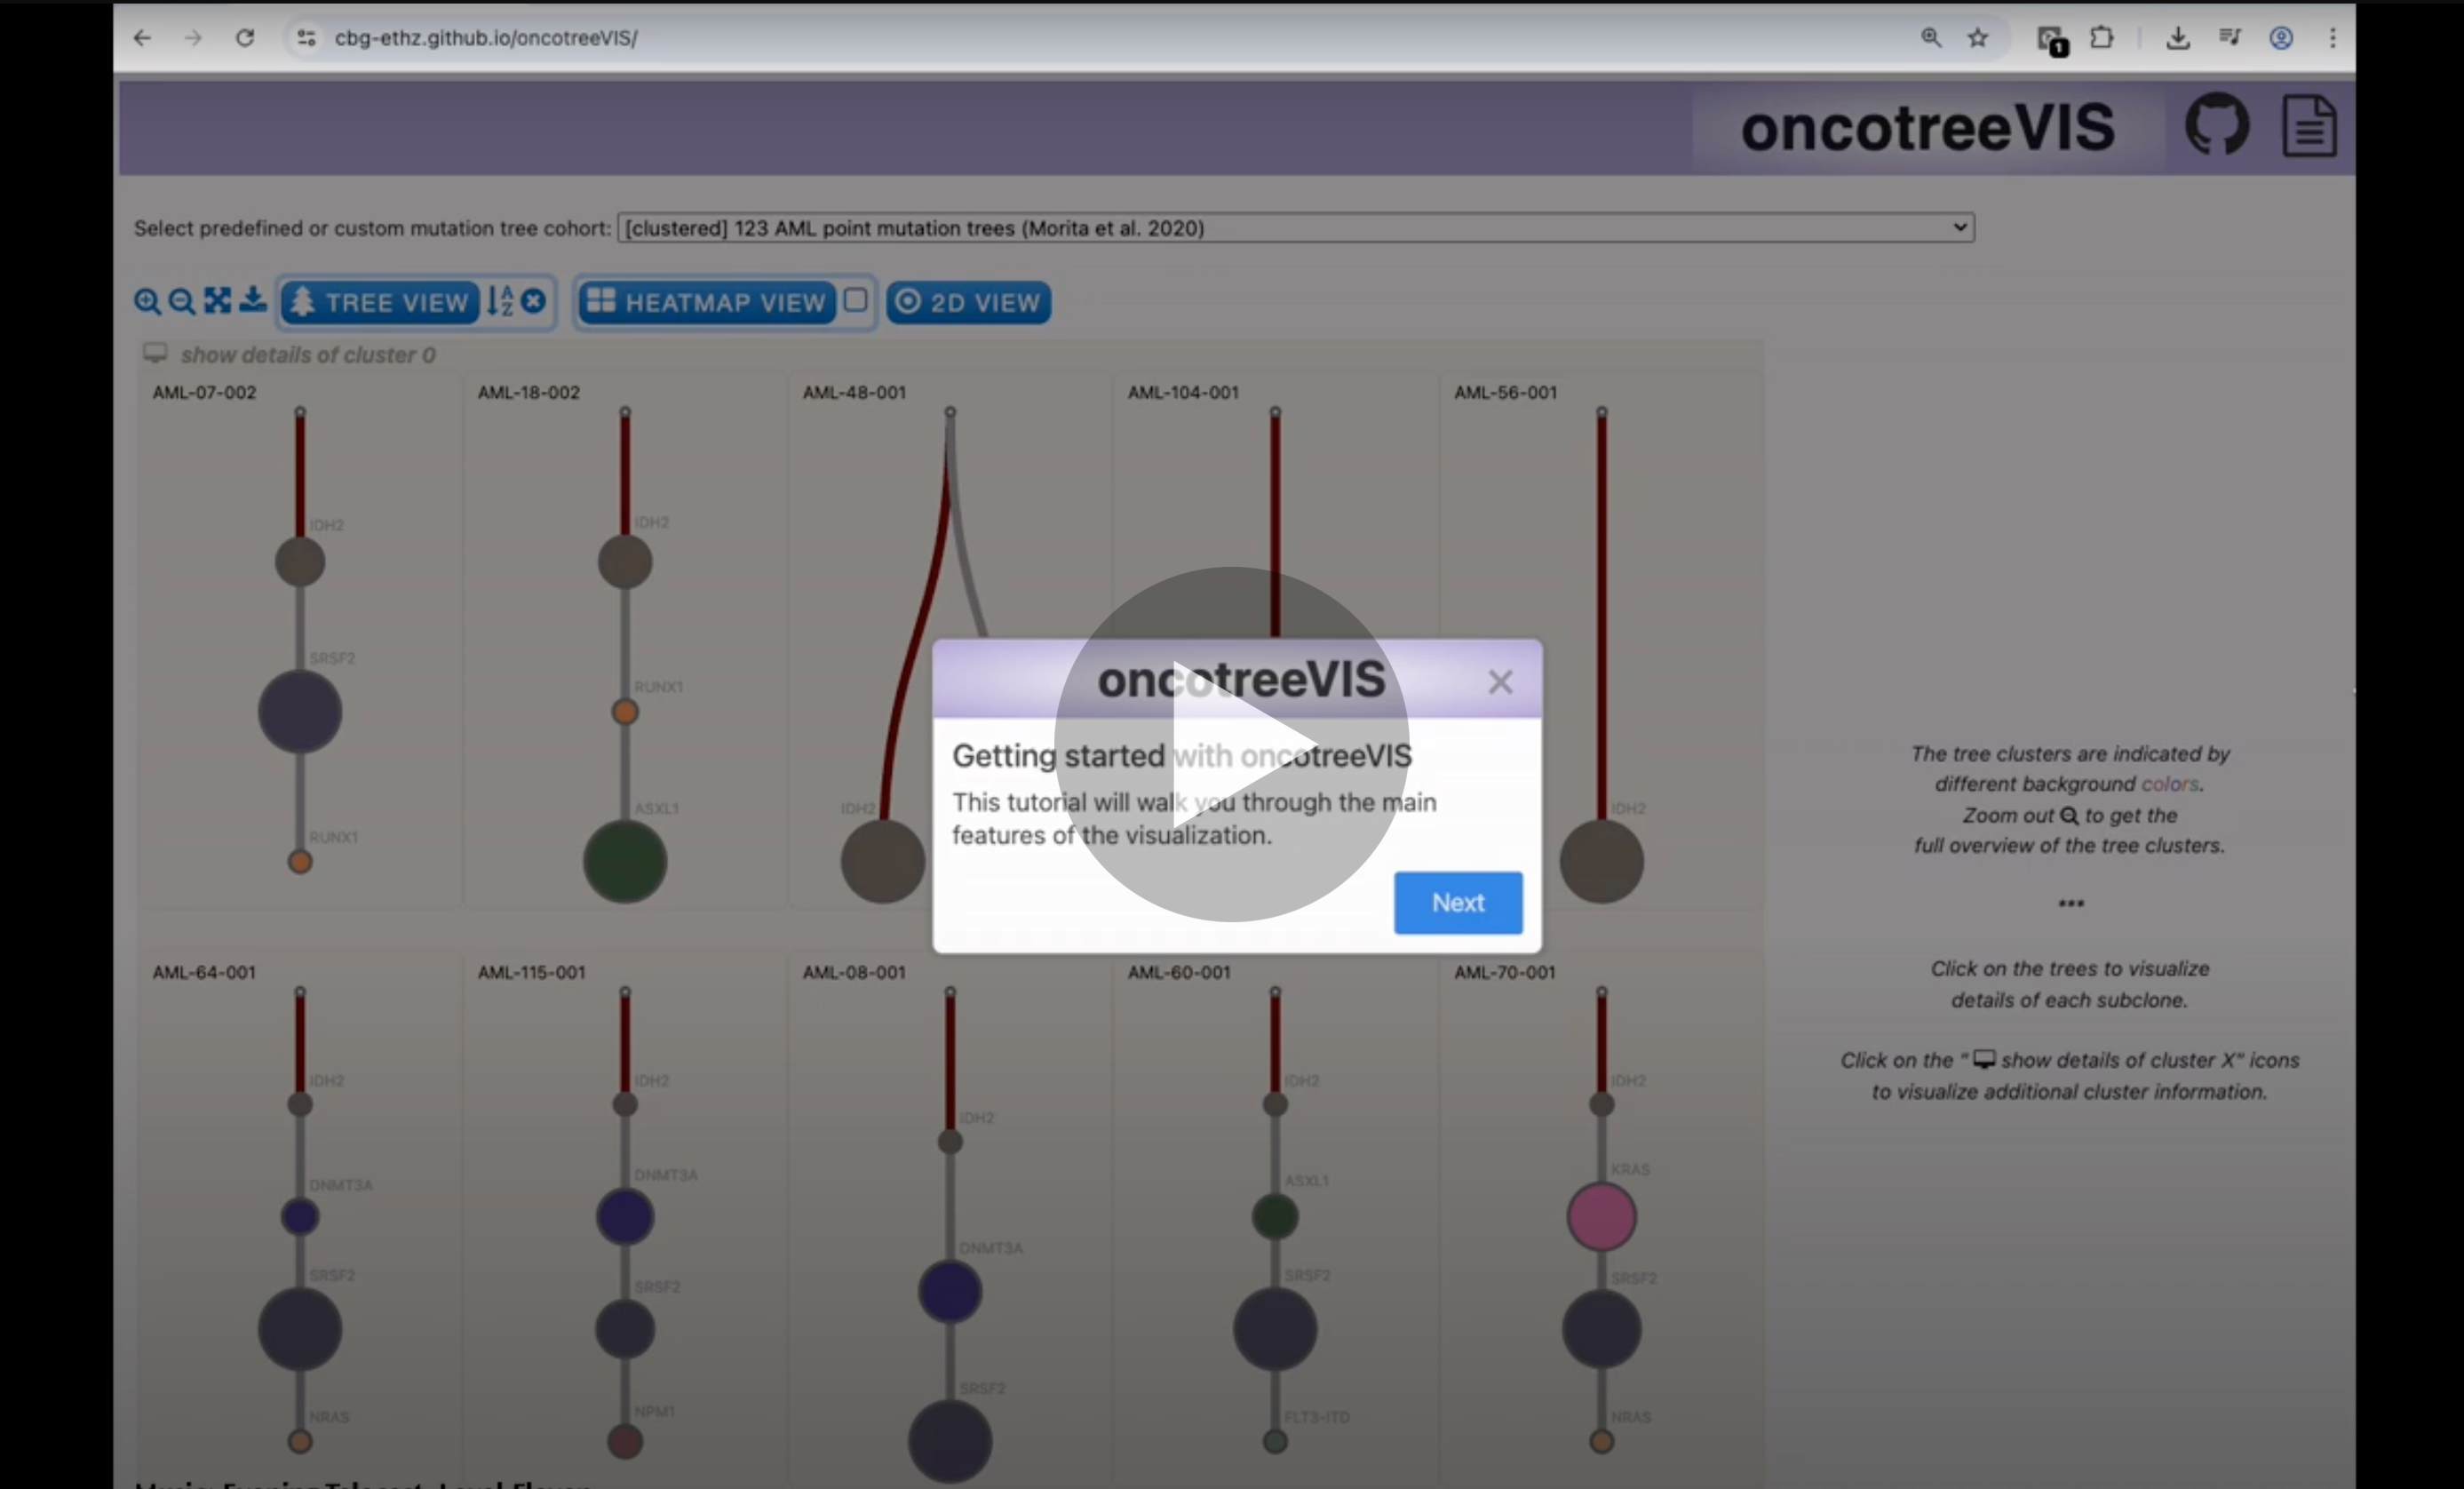 cbg-ethz.github.io/oncotreeVIS/
1
oncotreeVIS
Select predefined or custom mutation tree cohort: [clustered] 123 AML point mutation trees (Morita et al. 2020)
TREE VIEW
A
Z
HEATMAP VIEW
2D VIEW
show details of cluster 0
AML-07-002
IDH2
SRSF2
RUNX1
AML-18-002
IDH2
RUNX1
ASXL1
AML-48-001
IDH2
AML-104-001
AML-56-001
IDH2
oncotreeVIS
Getting started with oncotreeVIS
This tutorial will walk you through the main
features of the visualization.
Next
The tree clusters are indicated by
different background colors.
Zoom out to get the
full overview of the tree clusters.
***
Click on the trees to visualize
details of each subclone.
Click on the " show details of cluster X" icons
to visualize additional cluster information.
AML-64-001
IDH2
DNMT3A
SRSF2
NRAS
AML-115-001
IDH2
DNMT3A
SRSF2
NPM1
AML-08-001
IDH2
DNMT3A
SRSF2
AML-60-001
IDH2
ASXL1
SRSF2
FLT3-ITD
AML-70-001
IDH2
KRAS
SRSF2
NRAS